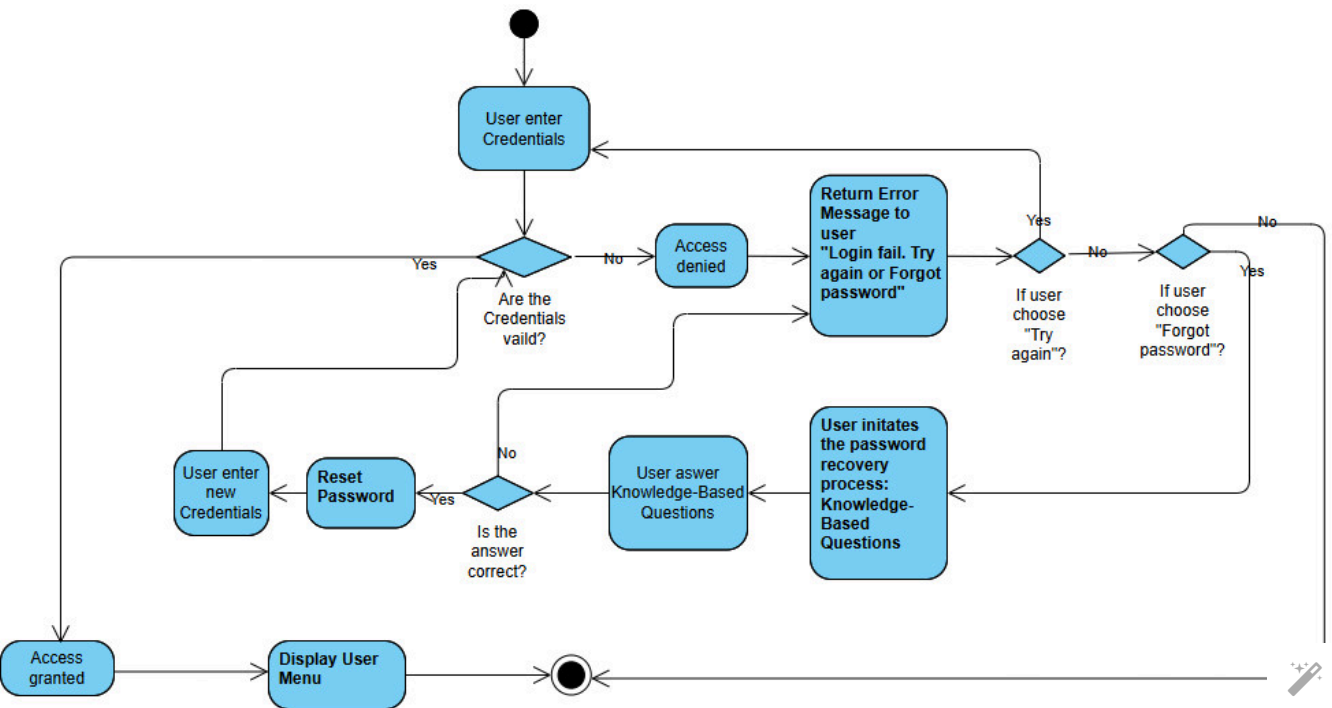 User enter
Credentials
Yes
No
Access
denied
Return Error
Message to
user
"Login fail. Try
again or Forgot
password"
Yes
No
No
Yes
Are the
Credentials
vaild?
If user
choose
"Try
again"?
If user
choose
"Forgot
password"?
User enter
new
Credentials
Reset
Password
Yes
No
Is the
answer
correct?
User aswer
Knowledge-Based
Questions
User initates
the password
recovery
process:
Knowledge-
Based
Questions
Access
granted
Display User
Menu